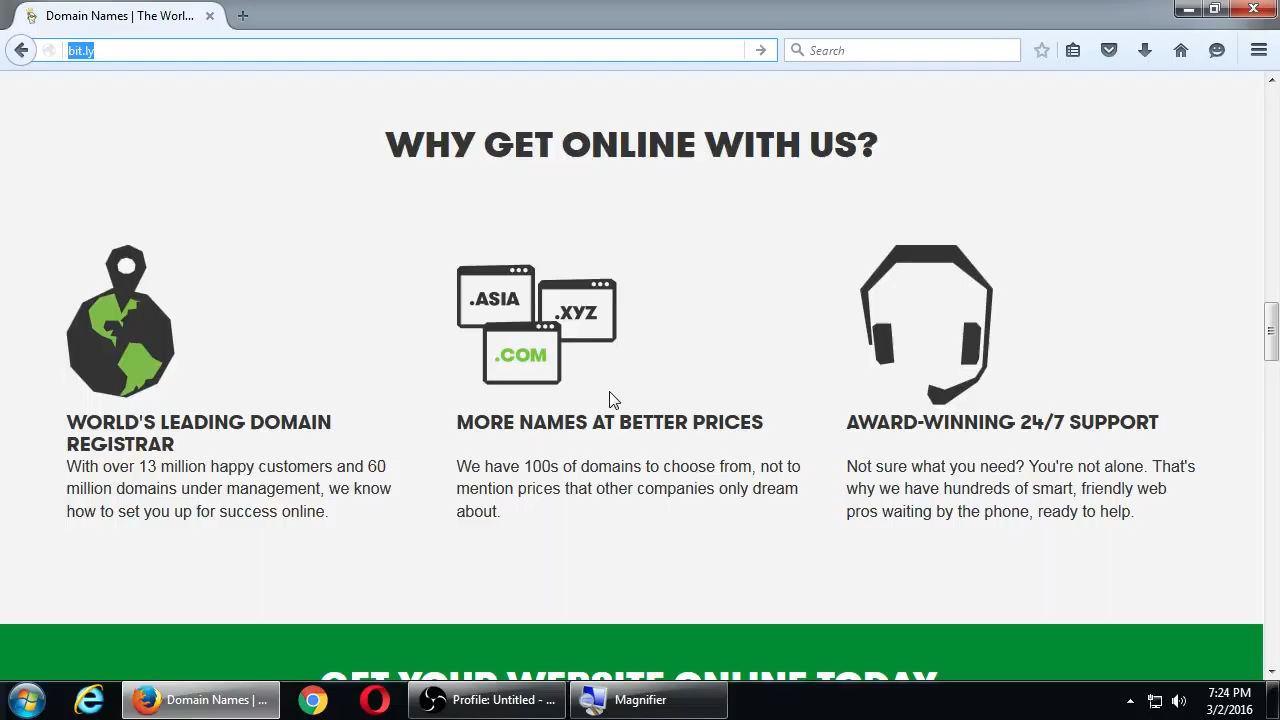 Domain Names | The Worl...
bit.ly
Search
WHY GET ONLINE WITH US?
.ASIA
.XYZ
.COM
WORLD'S LEADING DOMAIN
REGISTRAR
With over 13 million happy customers and 60
million domains under management, we know
how to set you up for success online.
MORE NAMES AT BETTER PRICES
We have 100s of domains to choose from, not to
mention prices that other companies only dream
about.
AWARD-WINNING 24/7 SUPPORT
Not sure what you need? You're not alone. That's
why we have hundreds of smart, friendly web
pros waiting by the phone, ready to help.
GET YOUR WEBSITE ONLINE TODAY
Domain Names | ...
Profile: Untitled - ...
Magnifier
7:24 PM
3/2/2016